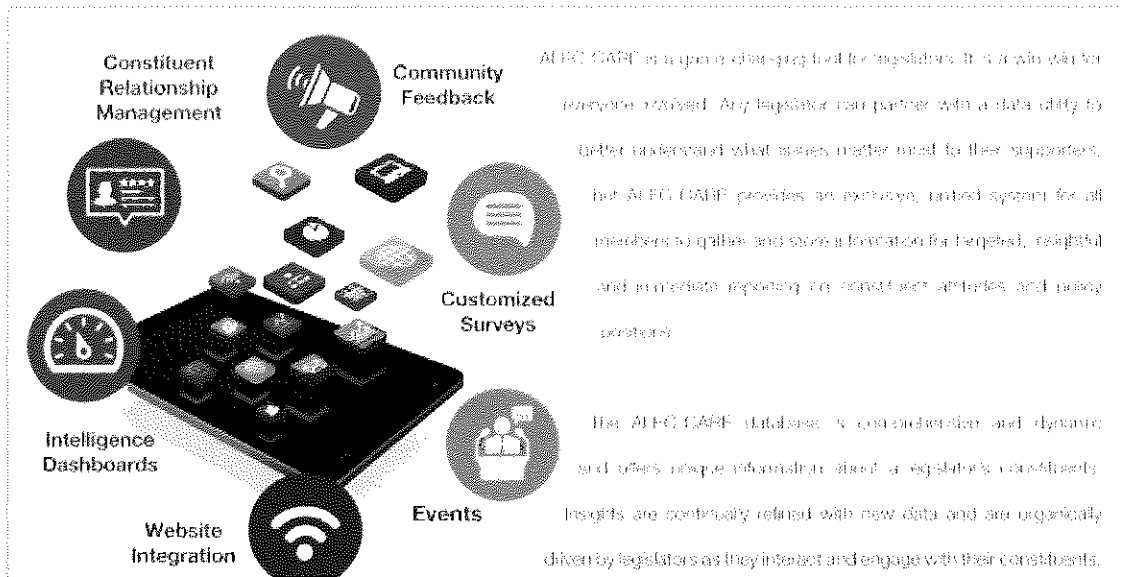 Constituent
Relationship
Management
Community
Feedback
Customized
Surveys
Intelligence
Dashboards
Events
Website
Integration
ALEC CARE is a game changing tool for legislators. It is a win win for
everyone involved. Any legislator can partner with a data utility to
better understand what issues matter most to their supporters,
but ALEC CARE provides an exclusive, united system for all
members to gather and store information for targeted, insightful
and immediate reporting on constituent attitudes and policy
positions.
The ALEC CARE database is comprehensive and dynamic
and offers unique information about a legislator's constituents.
Insights are continually refined with new data and are organically
driven by legislators as they interact and engage with their constituents.